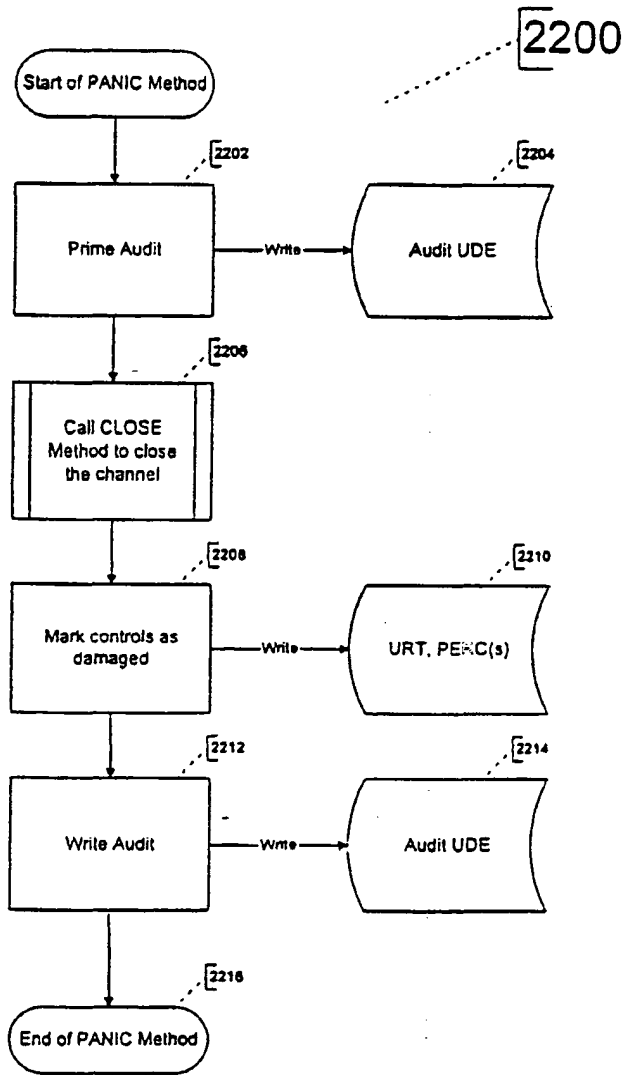 2200
Start of PANIC Method
2202
2204
Prime Audit
Write
Audit UDE
2206
Call CLOSE
Method to close
the channel
2208
2210
Mark controls as
damaged
Write
URT, PERC(s)
2212
2214
Write Audit
Write
Audit UDE
2216
End of PANIC Method